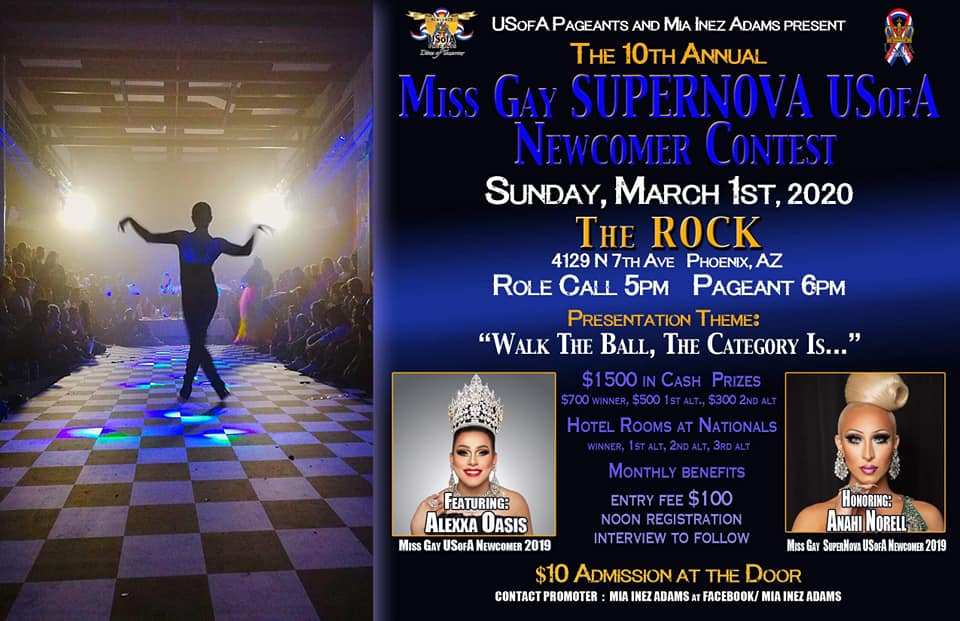 USofA Pageants and Mia Inez Adams present
The 10th Annual
Miss Gay SUPERNOVA USofA
Newcomer Contest
Sunday, March 1st, 2020
The ROCK
4129 N 7th Ave Phoenix, AZ
Role Call 5pm Pageant 6pm
Presentation Theme:
“Walk The Ball, The Category Is...”
$1500 in Cash Prizes
$700 winner, $500 1st alt., $300 2nd alt
Hotel Rooms at Nationals
winner, 1st alt, 2nd alt, 3rd alt
Monthly benefits
entry fee $100
noon registration
interview to follow
Featuring:
Alexxa Oasis
Miss Gay USofA Newcomer 2019
Honoring:
Anahi Norell
Miss Gay SuperNova USofA Newcomer 2019
$10 Admission at the Door
contact promoter : mia inez adams at facebook/ mia inez adams